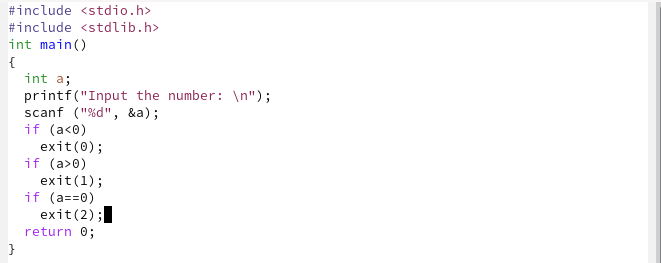 #include <stdio.h>
#include <stdlib.h>
int main()
{
  int a;
  printf("Input the number: \n");
  scanf ("%d", &a);
  if (a<0)
    exit(0);
  if (a>0)
    exit(1);
  if (a==0)
    exit(2);
  return 0;
}